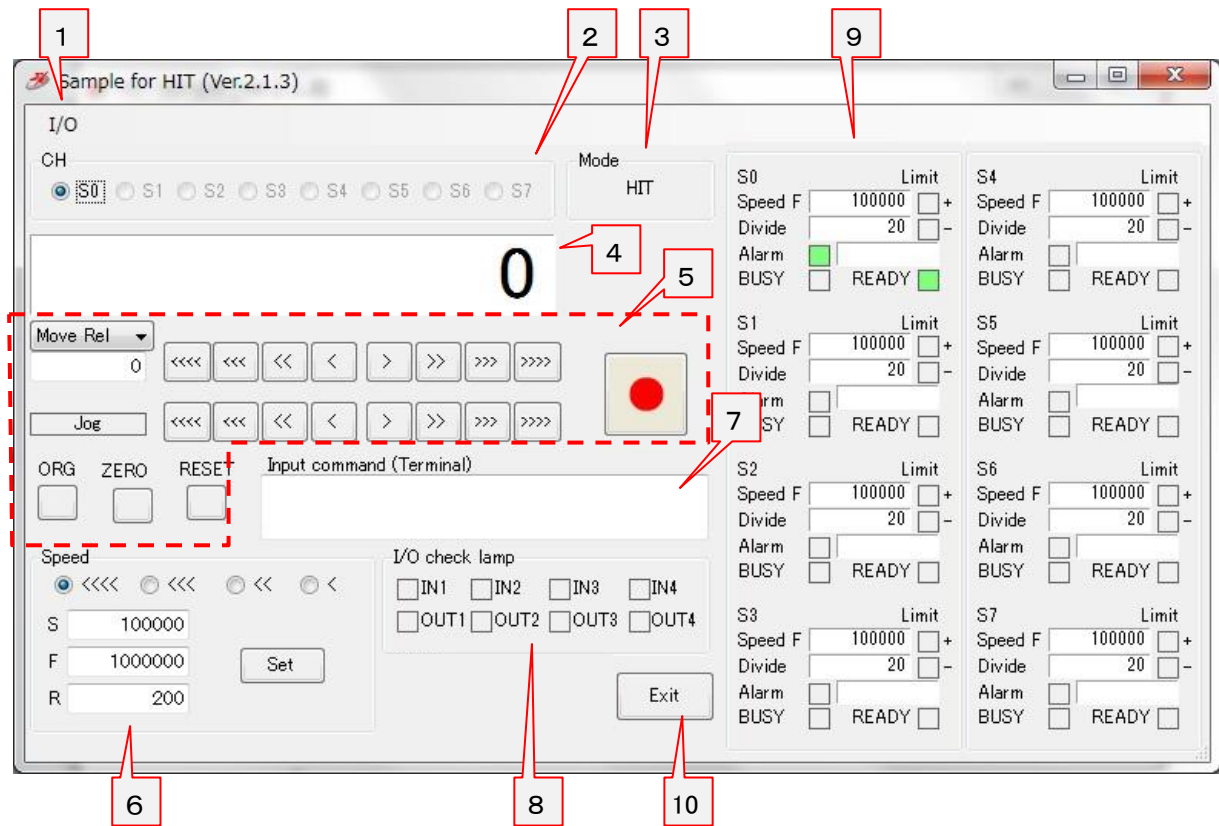 1 2 3 9
Sample for HIT (Ver.2.1.3)
I/O
CH
S0 S1 S2 S3 S4 S5 S6 S7
Mode
HIT
0
4
5
Move Rel
0
<<<< <<< << < > >> >>> >>>>
Jog
<<<< <<< << < > >> >>> >>>>
7
ORG ZERO RESET
Input command (Terminal)
Speed
<<<< <<< << <
S 100000
F 1000000
R 200
Set
I/O check lamp
IN1 IN2 IN3 IN4
OUT1 OUT2 OUT3 OUT4
Exit
S0 Limit
Speed F 100000 +
Divide 20 -
Alarm
BUSY READY
S1 Limit
Speed F 100000 +
Divide 20 -
rm
SY READY
S2 Limit
Speed F 100000 +
Divide 20 -
Alarm
BUSY READY
S3 Limit
Speed F 100000 +
Divide 20 -
Alarm
BUSY READY
S4 Limit
Speed F 100000 +
Divide 20 -
Alarm
BUSY READY
S5 Limit
Speed F 100000 +
Divide 20 -
Alarm
BUSY READY
S6 Limit
Speed F 100000 +
Divide 20 -
Alarm
BUSY READY
S7 Limit
Speed F 100000 +
Divide 20 -
Alarm
BUSY READY
6 8 10